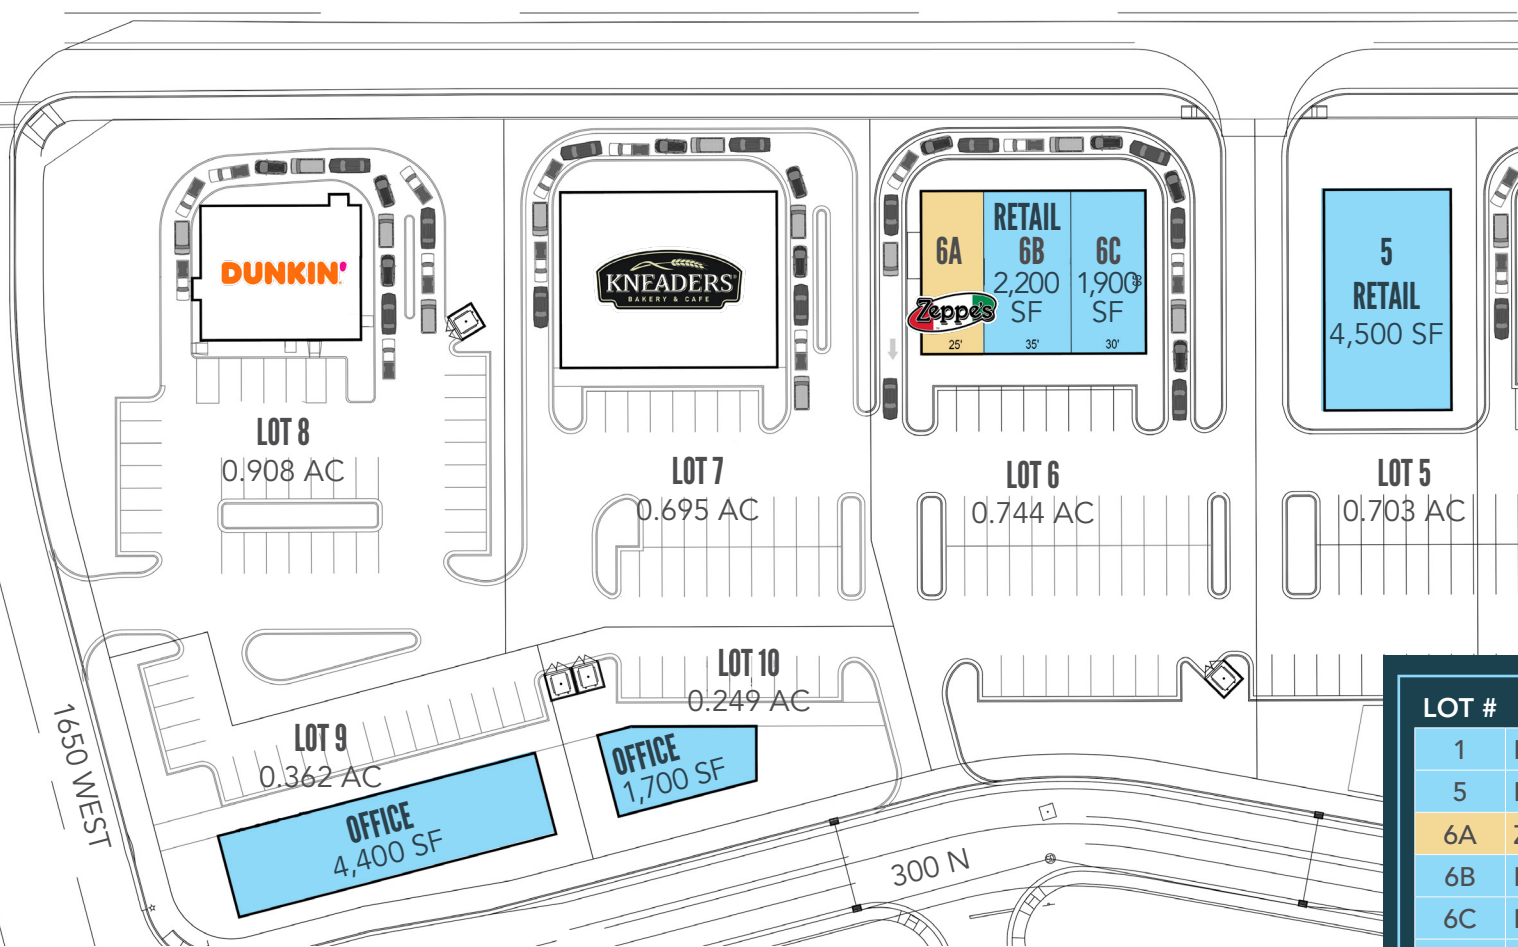 DUNKIN'
LOT 8
0.908 AC
KNEADERS
BAKERY & CAFE
LOT 7
0.695 AC
6A
Zeppe's
25'
RETAIL
6B
2,200
SF
35'
6C
1,900
SF
30'
LOT 6
0.744 AC
5
RETAIL
4,500 SF
LOT 5
0.703 AC
LOT 9
0.362 AC
OFFICE
4,400 SF
LOT 10
0.249 AC
OFFICE
1,700 SF
1650 WEST
300 N
LOT #
1
5
6A
6B
6C